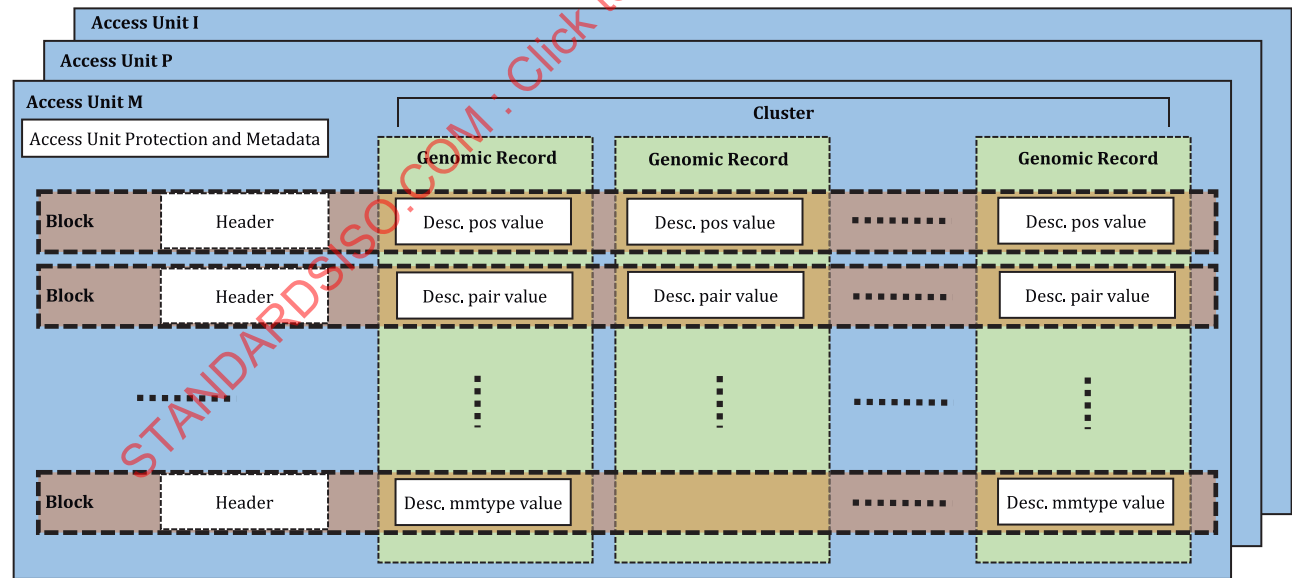 Access Unit I
Access Unit P
Access Unit M
Cluster
Access Unit Protection and Metadata
Genomic Record
Genomic Record
Genomic Record
Block
Header
Desc. pos value
Desc. pos value
Desc. pos value
Block
Header
Desc. pair value
Desc. pair value
Desc. pair value
Block
Header
Desc. mmtype value
Desc. mmtype value
STANDARDSISO.COM : Click to